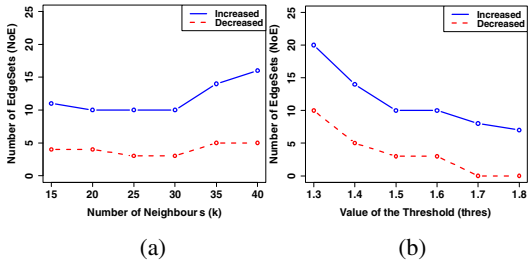 Number of EdgeSets (NoE)
25
20
15
10
5
0
Increased
Decreased
15 20 25 30 35 40
Number of Neighbours (k)
(a)
Number of EdgeSets (NoE)
25
20
15
10
5
0
Increased
Decreased
1.3 1.4 1.5 1.6 1.7 1.8
Value of the Threshold (thres)
(b)